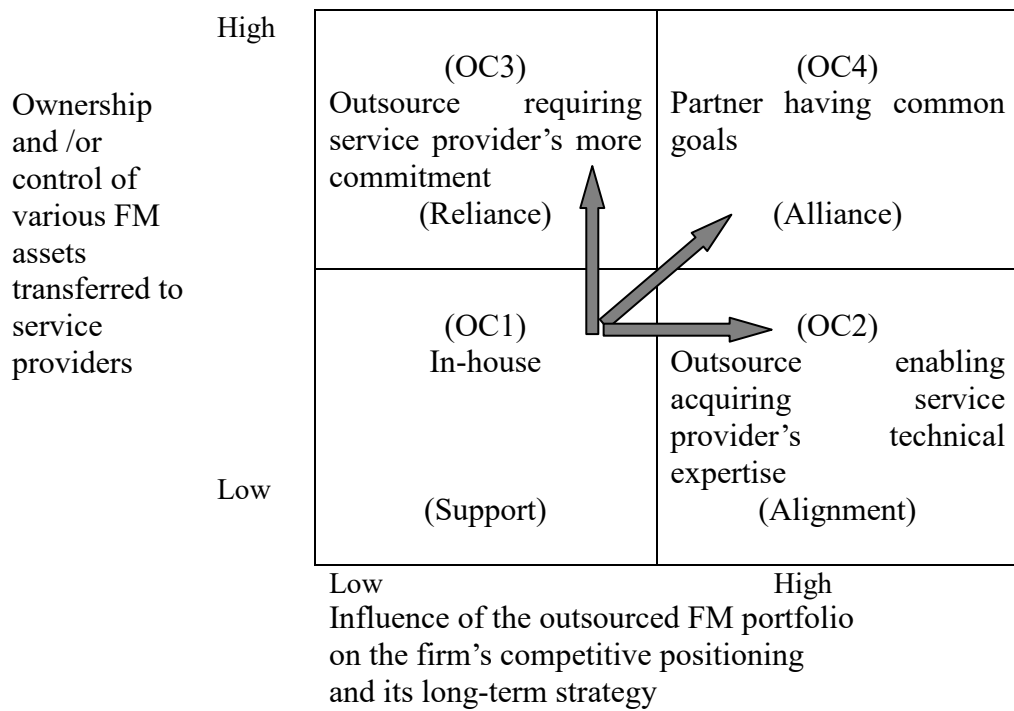 High
Ownership
and /or
control of
various FM
assets
transferred to
service
providers
Low
(OC3)
Outsource requiring
service provider’s more
commitment
(Reliance)
(OC4)
Partner having common
goals
(Alliance)
(OC1)
In-house
(Support)
(OC2)
Outsource enabling
acquiring service
provider’s technical
expertise
(Alignment)
Low
High
Influence of the outsourced FM portfolio
on the firm’s competitive positioning
and its long-term strategy